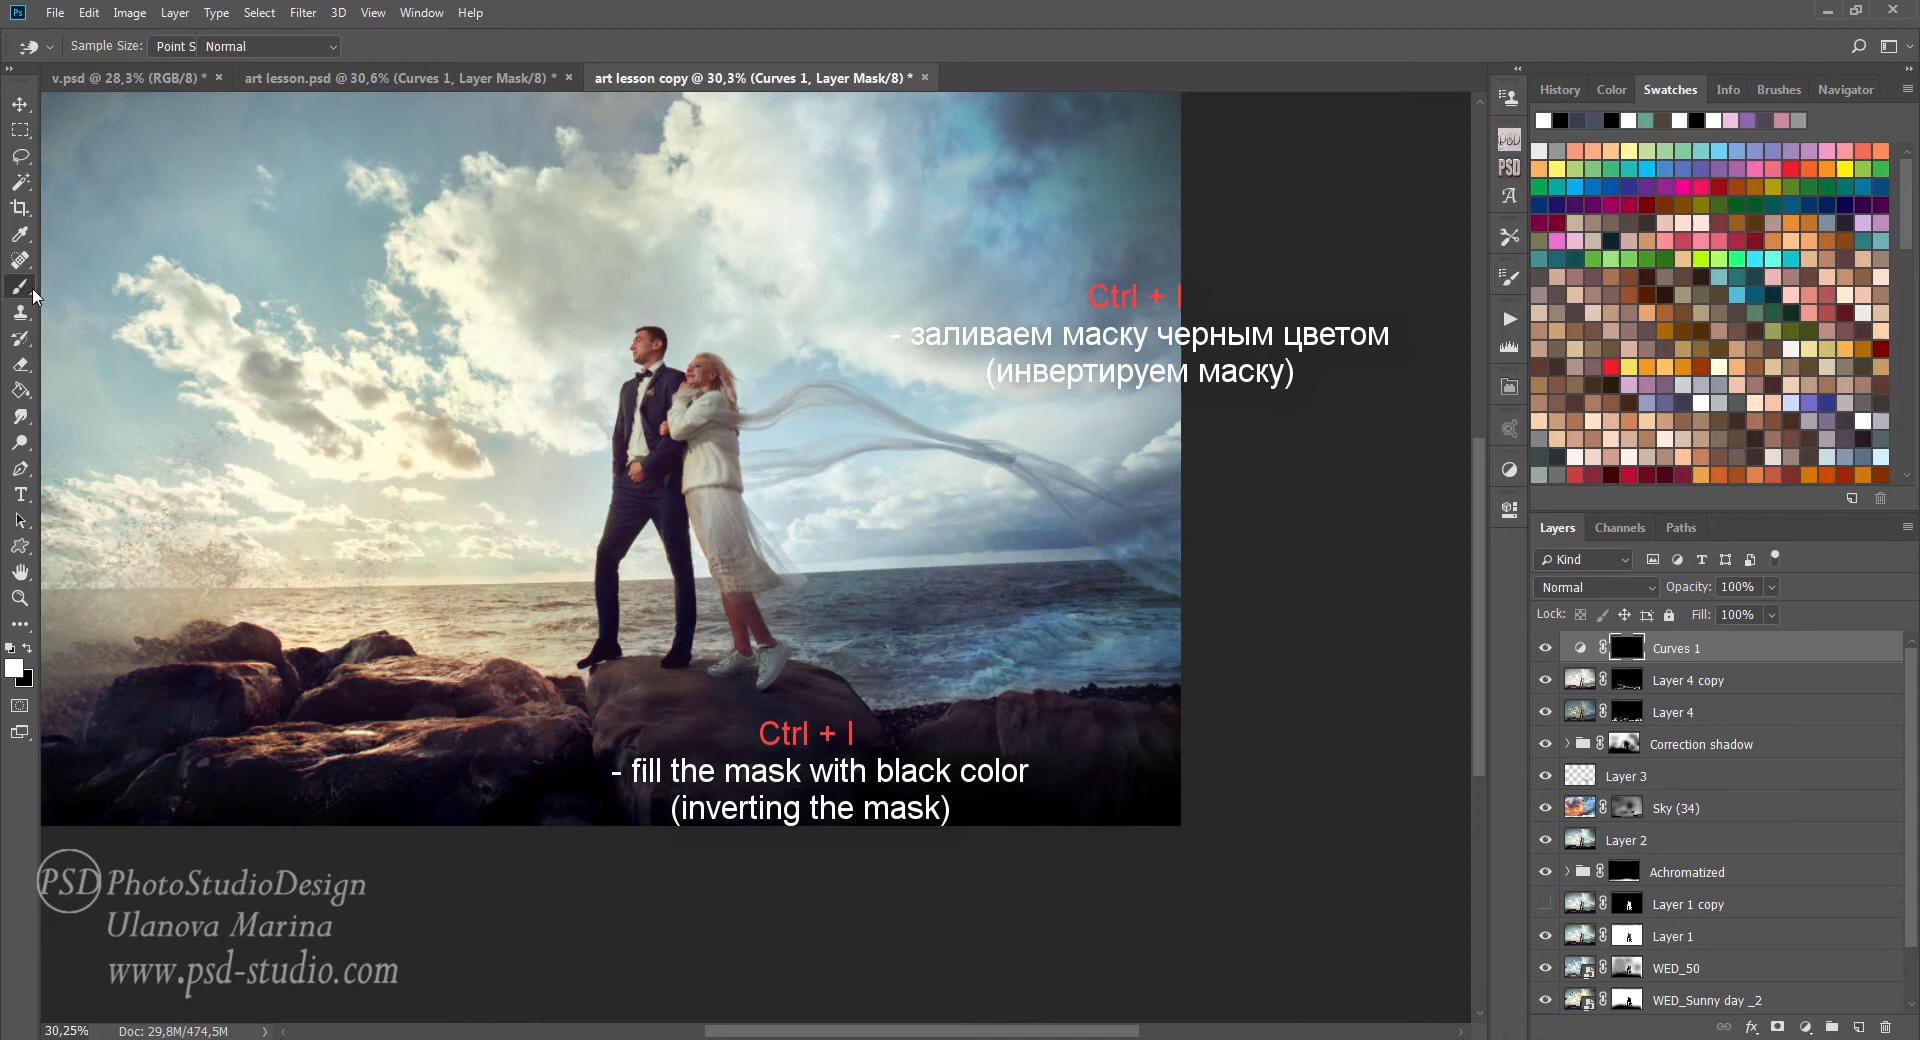 Ps File Edit Image Layer Type Select Filter 3D View Window Help
Sample Size: Point S Normal
v.psd @ 28,3% (RGB/8) * × art lesson.psd @ 30,6% (Curves 1, Layer Mask/8) * × art lesson copy @ 30,3% (Curves 1, Layer Mask/8) * ×
History Color Swatches Info Brushes Navigator
PSD
PSD
A
Ctrl + I
- заливаем маску черным цветом
(инвертируем маску)
Ctrl + I
- fill the mask with black color
(inverting the mask)
PSD PhotoStudioDesign
Ulanova Marina
www.psd-studio.com
30,25% Doc: 29,8M/474,5M
Layers Channels Paths
Kind
Normal Opacity: 100%
Lock: Fill: 100%
Curves 1
Layer 4 copy
Layer 4
Correction shadow
Layer 3
Sky (34)
Layer 2
Achromatized
Layer 1 copy
Layer 1
WED_50
WED_Sunny day _2
fx